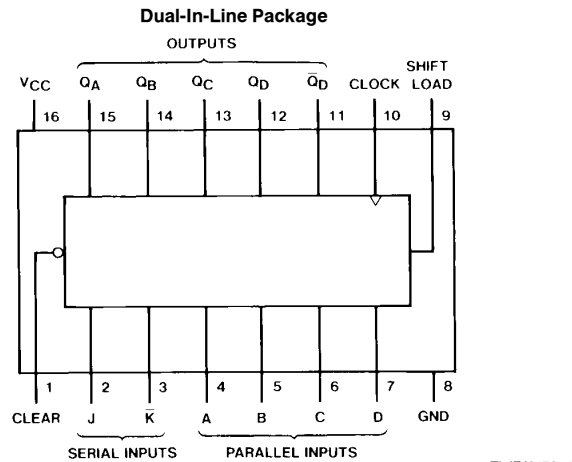 Dual-In-Line Package
OUTPUTS
VCC QA QB QC QD Q̅D CLOCK SHIFT LOAD
16 15 14 13 12 11 10 9
1 2 3 4 5 6 7 8
CLEAR J K̅ A B C D GND
SERIAL INPUTS PARALLEL INPUTS